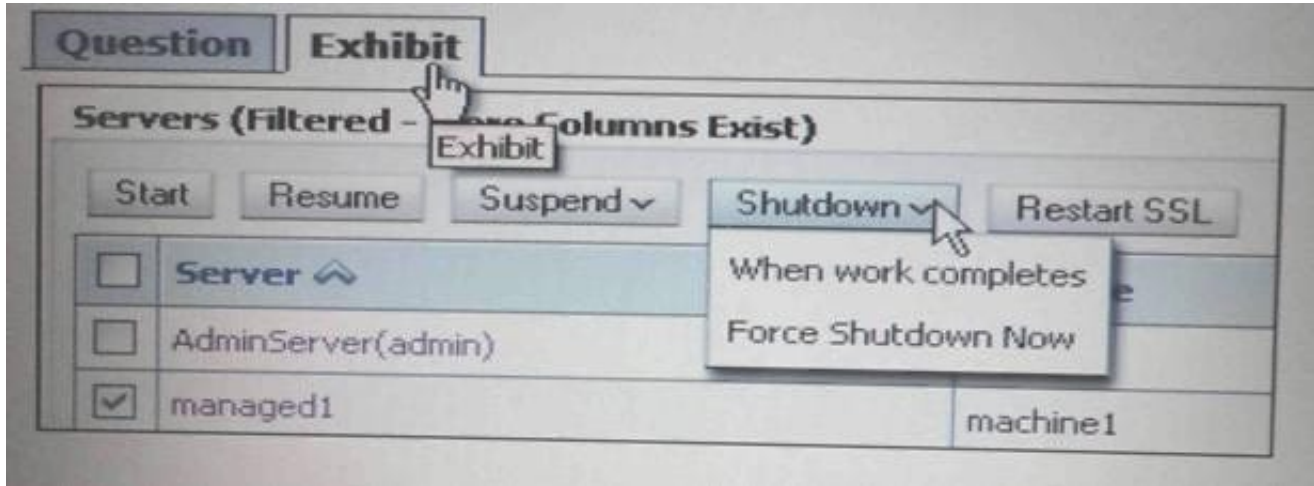 Question Exhibit
Servers (Filtered - Columns Exist)
Exhibit
Start Resume Suspend Shutdown Restart SSL
Server
When work completes
AdminServer(admin)
Force Shutdown Now
managed1 machine1